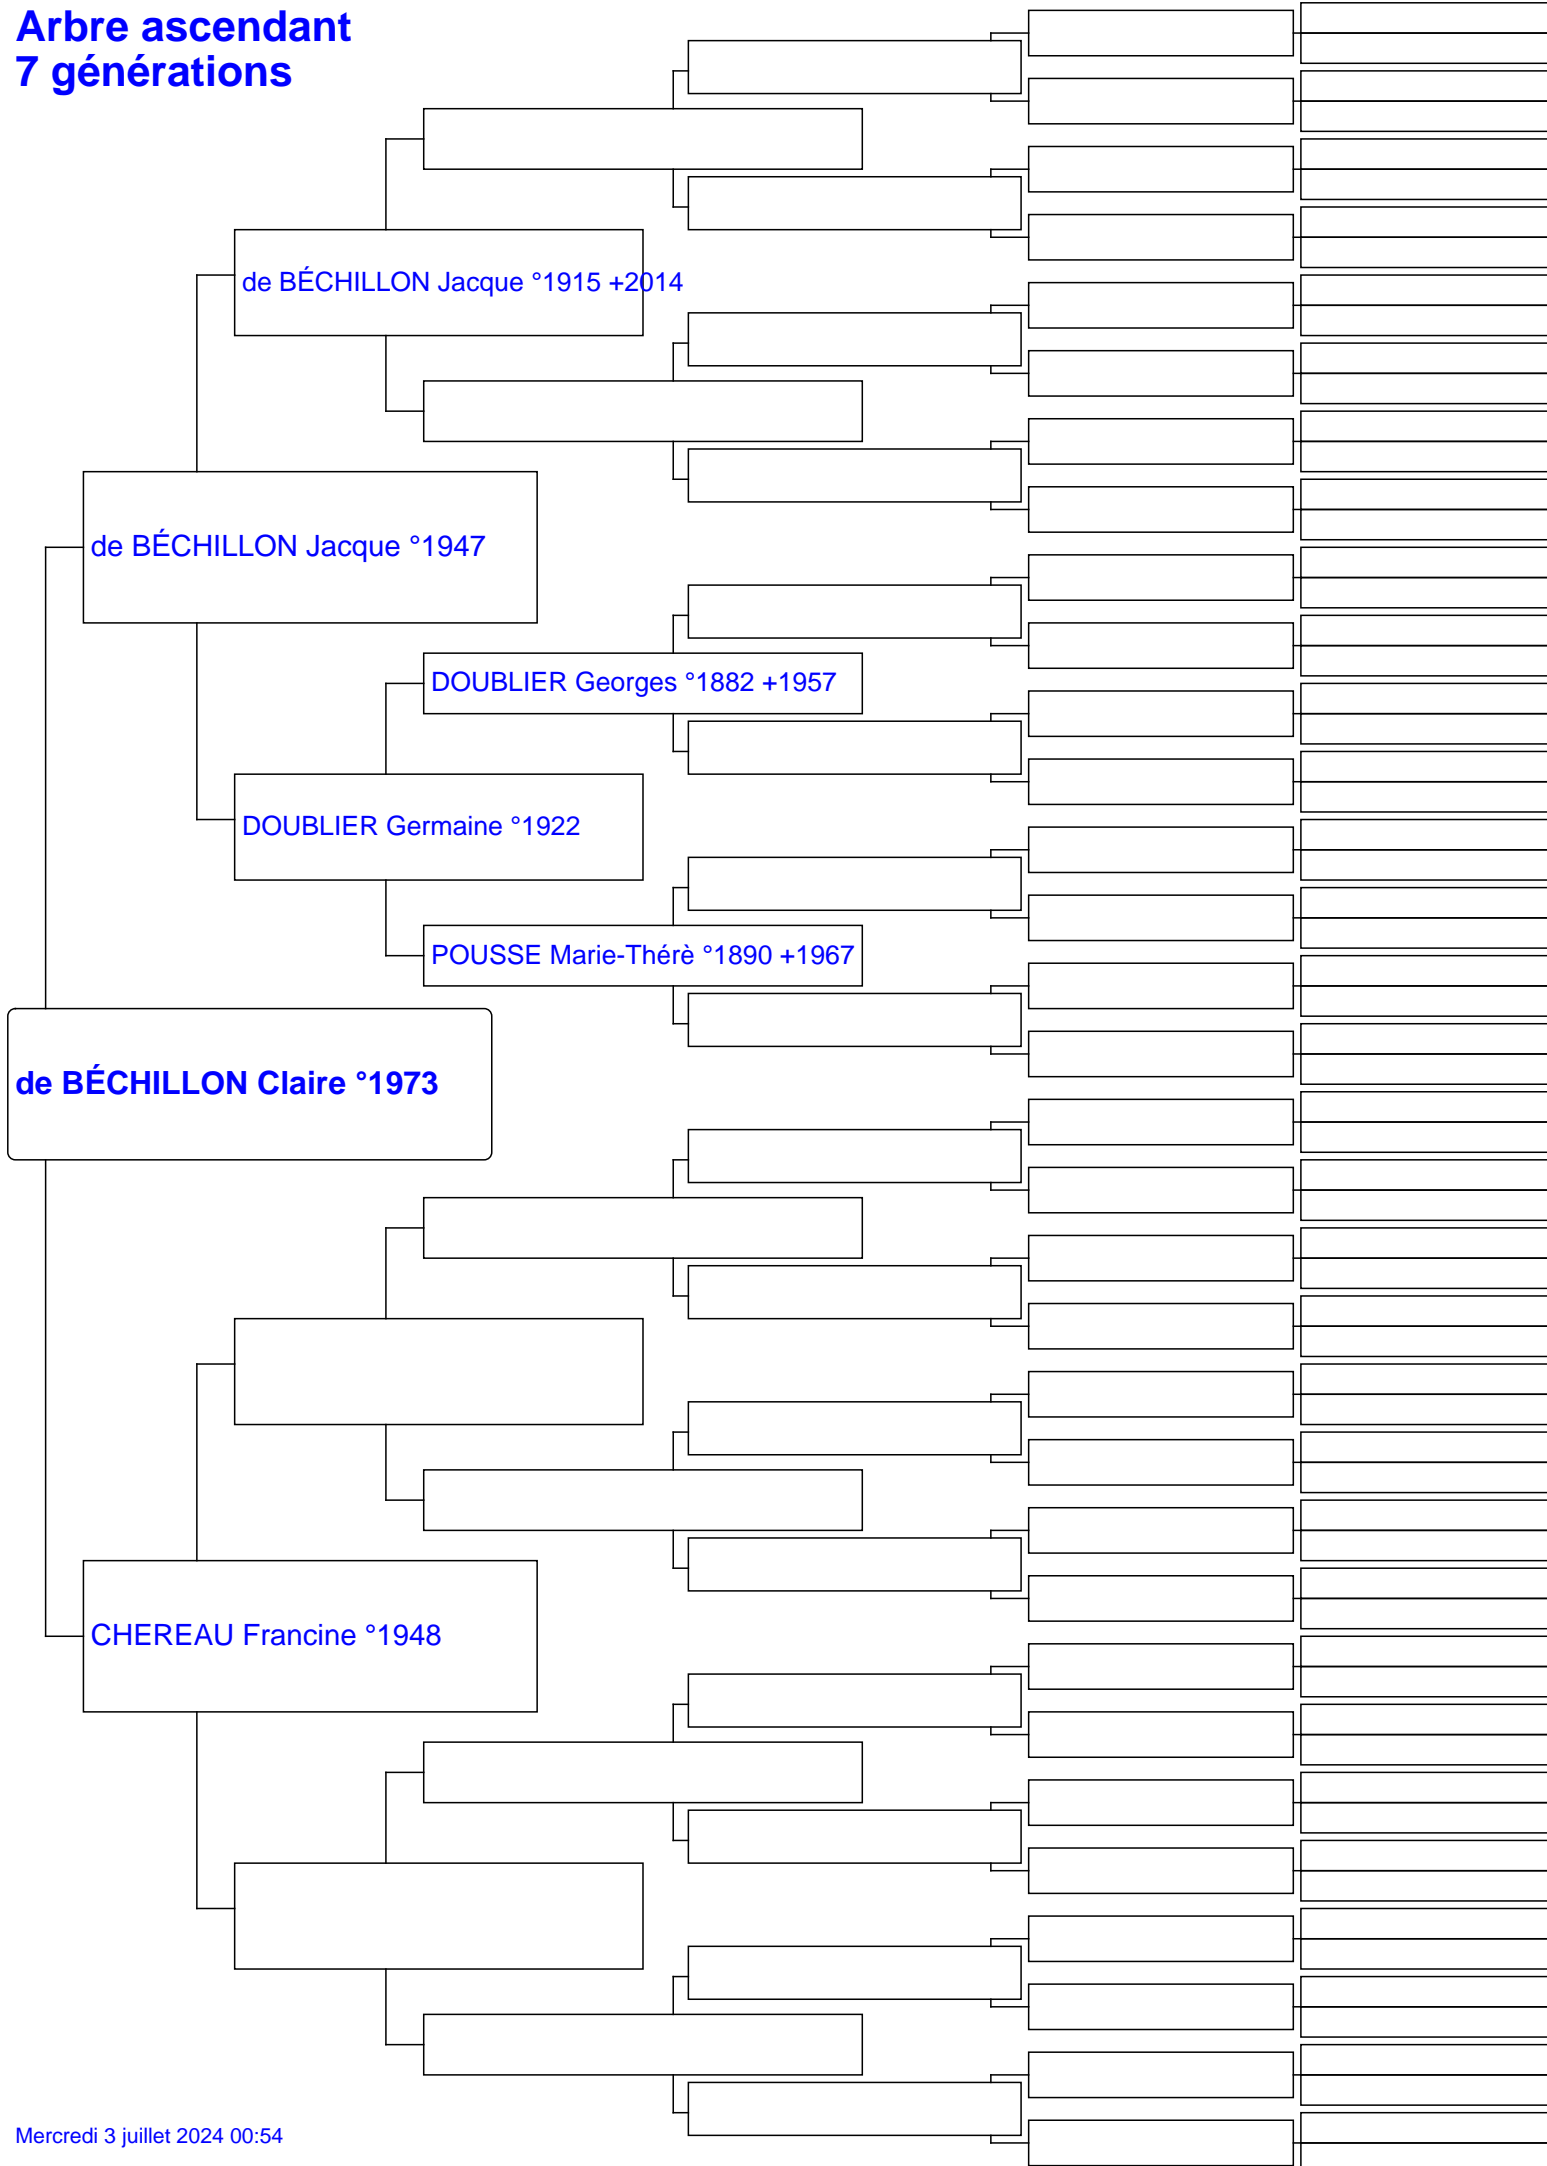 Arbre ascendant
7 générations
de BÉCHILLON Jacque °1915 +2014
de BÉCHILLON Jacque °1947
DOUBLIER Georges °1882 +1957
DOUBLIER Germaine °1922
POUSSE Marie-Thérè °1890 +1967
de BÉCHILLON Claire °1973
CHEREAU Francine °1948
Mercredi 3 juillet 2024 00:54